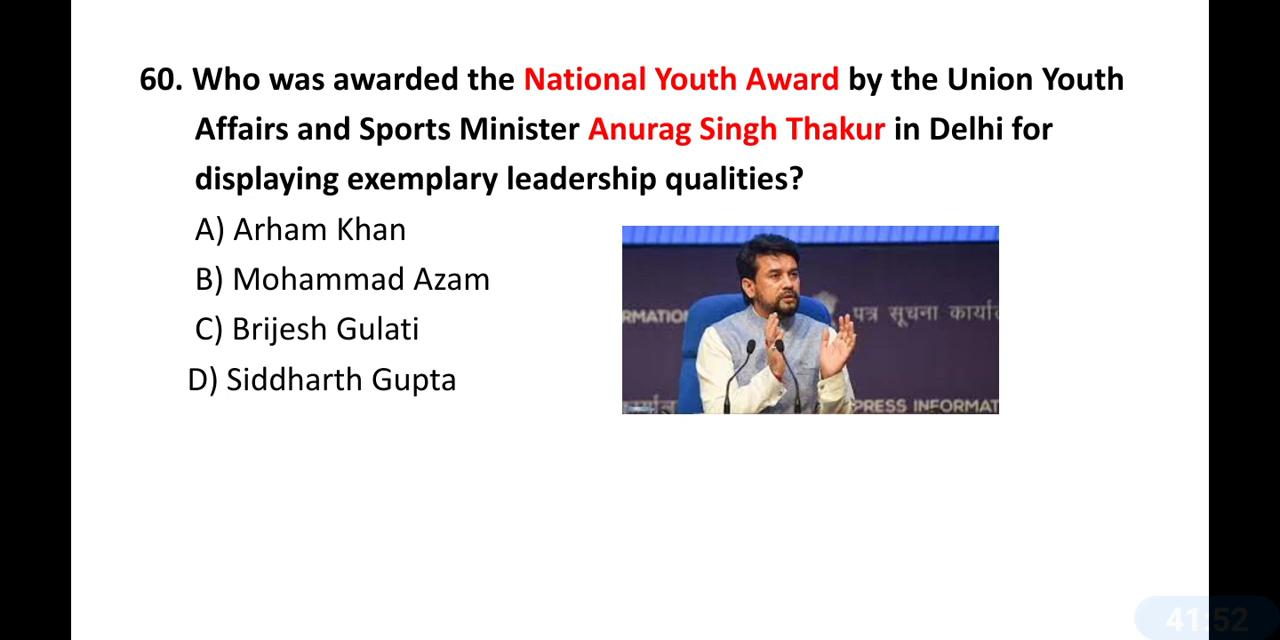 60. Who was awarded the National Youth Award by the Union Youth
Affairs and Sports Minister Anurag Singh Thakur in Delhi for
displaying exemplary leadership qualities?
A) Arham Khan
B) Mohammad Azam
C) Brijesh Gulati
D) Siddharth Gupta
RMATIO
पत्र सूचना कार्याल
PRESS INFORMAT
41:52